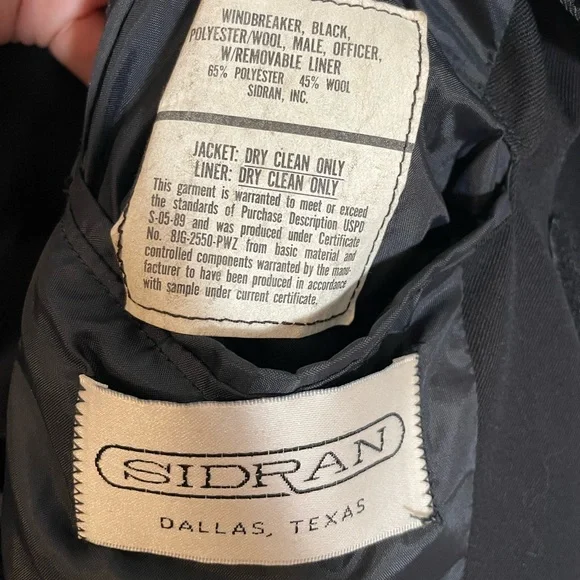 WINDBREAKER, BLACK,
POLYESTER/WOOL, MALE, OFFICER,
W/REMOVABLE LINER
65% POLYESTER 45% WOOL
SIDRAN, INC.
JACKET: DRY CLEAN ONLY
LINER: DRY CLEAN ONLY
This garment is warranted to meet or exceed
the standards of Purchase Description USPD
S-05-89 and was produced under Certificate
No. 8JG-2550-PWZ from basic material and
controlled components warranted by the manu-
facturer to have been produced in accordance
with sample under current certificate.
SIDRAN
DALLAS, TEXAS